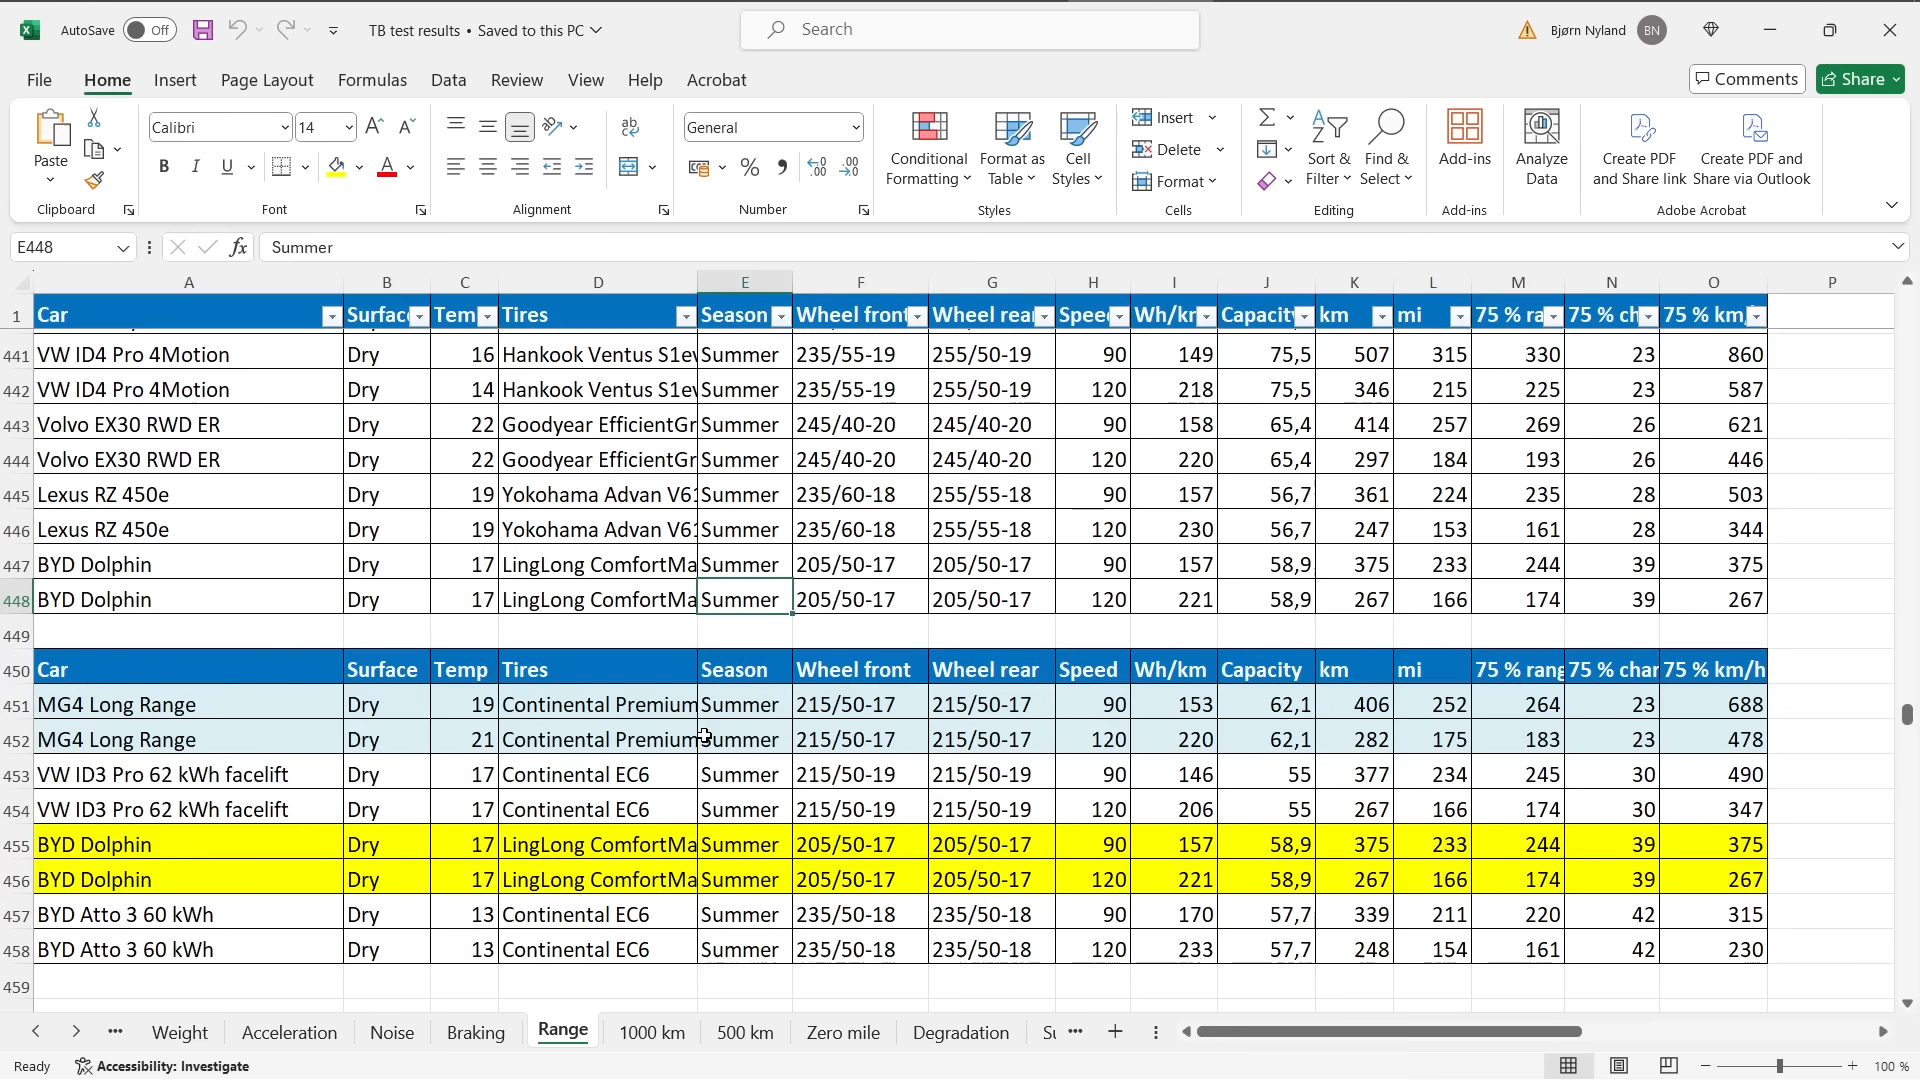 AutoSave Off TB test results • Saved to this PC Search Bjørn Nyland BN
File Home Insert Page Layout Formulas Data Review View Help Acrobat Comments Share
Paste Calibri 14 B I U A General % Conditional Formatting Format as Table Cell Styles Insert Delete Format Sort & Filter Find & Select Add-ins Analyze Data Create PDF and Share link Create PDF and Share via Outlook
Clipboard Font Alignment Number Styles Cells Editing Add-ins Adobe Acrobat
E448 fx Summer
A B C D E F G H I J K L M N O P
1 Car Surfac Tem Tires Season Wheel front Wheel rea Spee Wh/kr Capacit km mi 75 % ra 75 % ch 75 % km/
441 VW ID4 Pro 4Motion Dry 16 Hankook Ventus S1ev Summer 235/55-19 255/50-19 90 149 75,5 507 315 330 23 860
442 VW ID4 Pro 4Motion Dry 14 Hankook Ventus S1ev Summer 235/55-19 255/50-19 120 218 75,5 346 215 225 23 587
443 Volvo EX30 RWD ER Dry 22 Goodyear EfficientGr Summer 245/40-20 245/40-20 90 158 65,4 414 257 269 26 621
444 Volvo EX30 RWD ER Dry 22 Goodyear EfficientGr Summer 245/40-20 245/40-20 120 220 65,4 297 184 193 26 446
445 Lexus RZ 450e Dry 19 Yokohama Advan V61 Summer 235/60-18 255/55-18 90 157 56,7 361 224 235 28 503
446 Lexus RZ 450e Dry 19 Yokohama Advan V61 Summer 235/60-18 255/55-18 120 230 56,7 247 153 161 28 344
447 BYD Dolphin Dry 17 LingLong ComfortMa Summer 205/50-17 205/50-17 90 157 58,9 375 233 244 39 375
448 BYD Dolphin Dry 17 LingLong ComfortMa Summer 205/50-17 205/50-17 120 221 58,9 267 166 174 39 267
449
450 Car Surface Temp Tires Season Wheel front Wheel rear Speed Wh/km Capacity km mi 75 % rang 75 % char 75 % km/h
451 MG4 Long Range Dry 19 Continental Premium Summer 215/50-17 215/50-17 90 153 62,1 406 252 264 23 688
452 MG4 Long Range Dry 21 Continental Premium Summer 215/50-17 215/50-17 120 220 62,1 282 175 183 23 478
453 VW ID3 Pro 62 kWh facelift Dry 17 Continental EC6 Summer 215/50-19 215/50-19 90 146 55 377 234 245 30 490
454 VW ID3 Pro 62 kWh facelift Dry 17 Continental EC6 Summer 215/50-19 215/50-19 120 206 55 267 166 174 30 347
455 BYD Dolphin Dry 17 LingLong ComfortMa Summer 205/50-17 205/50-17 90 157 58,9 375 233 244 39 375
456 BYD Dolphin Dry 17 LingLong ComfortMa Summer 205/50-17 205/50-17 120 221 58,9 267 166 174 39 267
457 BYD Atto 3 60 kWh Dry 13 Continental EC6 Summer 235/50-18 235/50-18 90 170 57,7 339 211 220 42 315
458 BYD Atto 3 60 kWh Dry 13 Continental EC6 Summer 235/50-18 235/50-18 120 233 57,7 248 154 161 42 230
459
Weight Acceleration Noise Braking Range 1000 km 500 km Zero mile Degradation Su
Ready Accessibility: Investigate 100 %